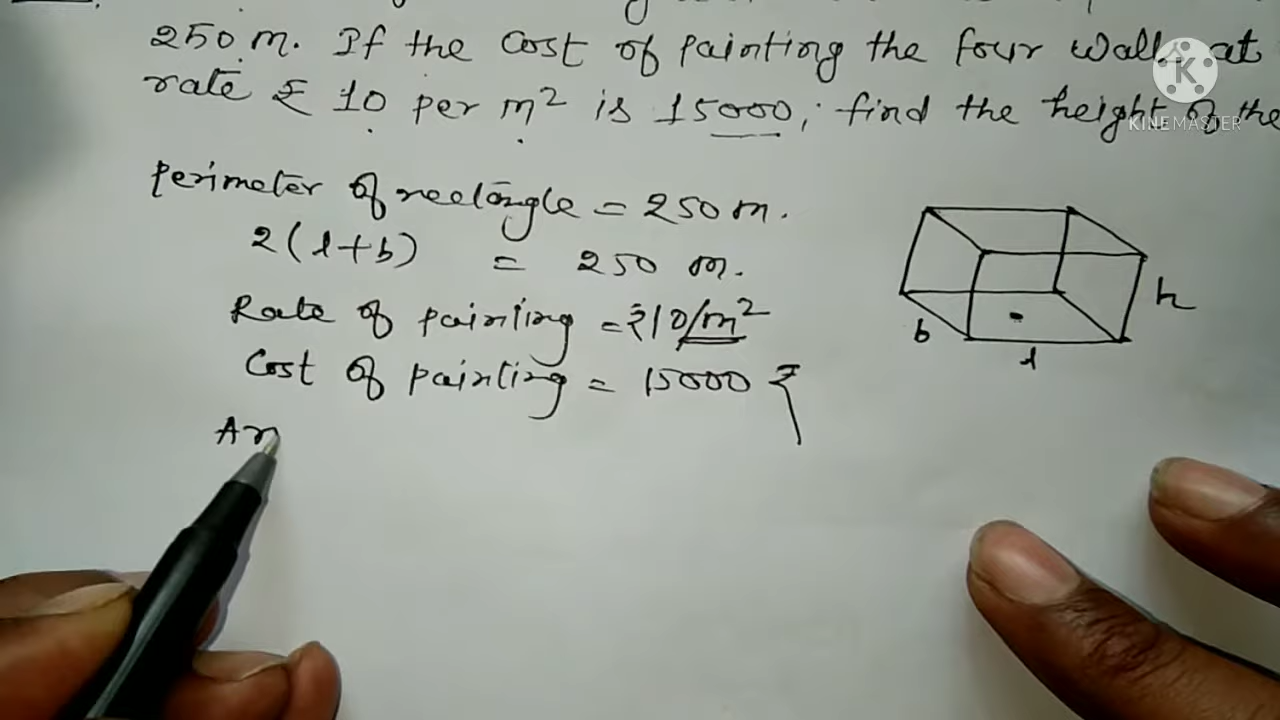 250 m. If the cost of painting the four walls at
rate ₹ 10 per m² is 15000, find the height of the
Perimeter of rectangle = 250 m.
2(l+b) = 250 m.
Rate of painting = ₹10/m²
Cost of painting = 15000 ₹
Ar
h
b
l
K
KINEMASTER